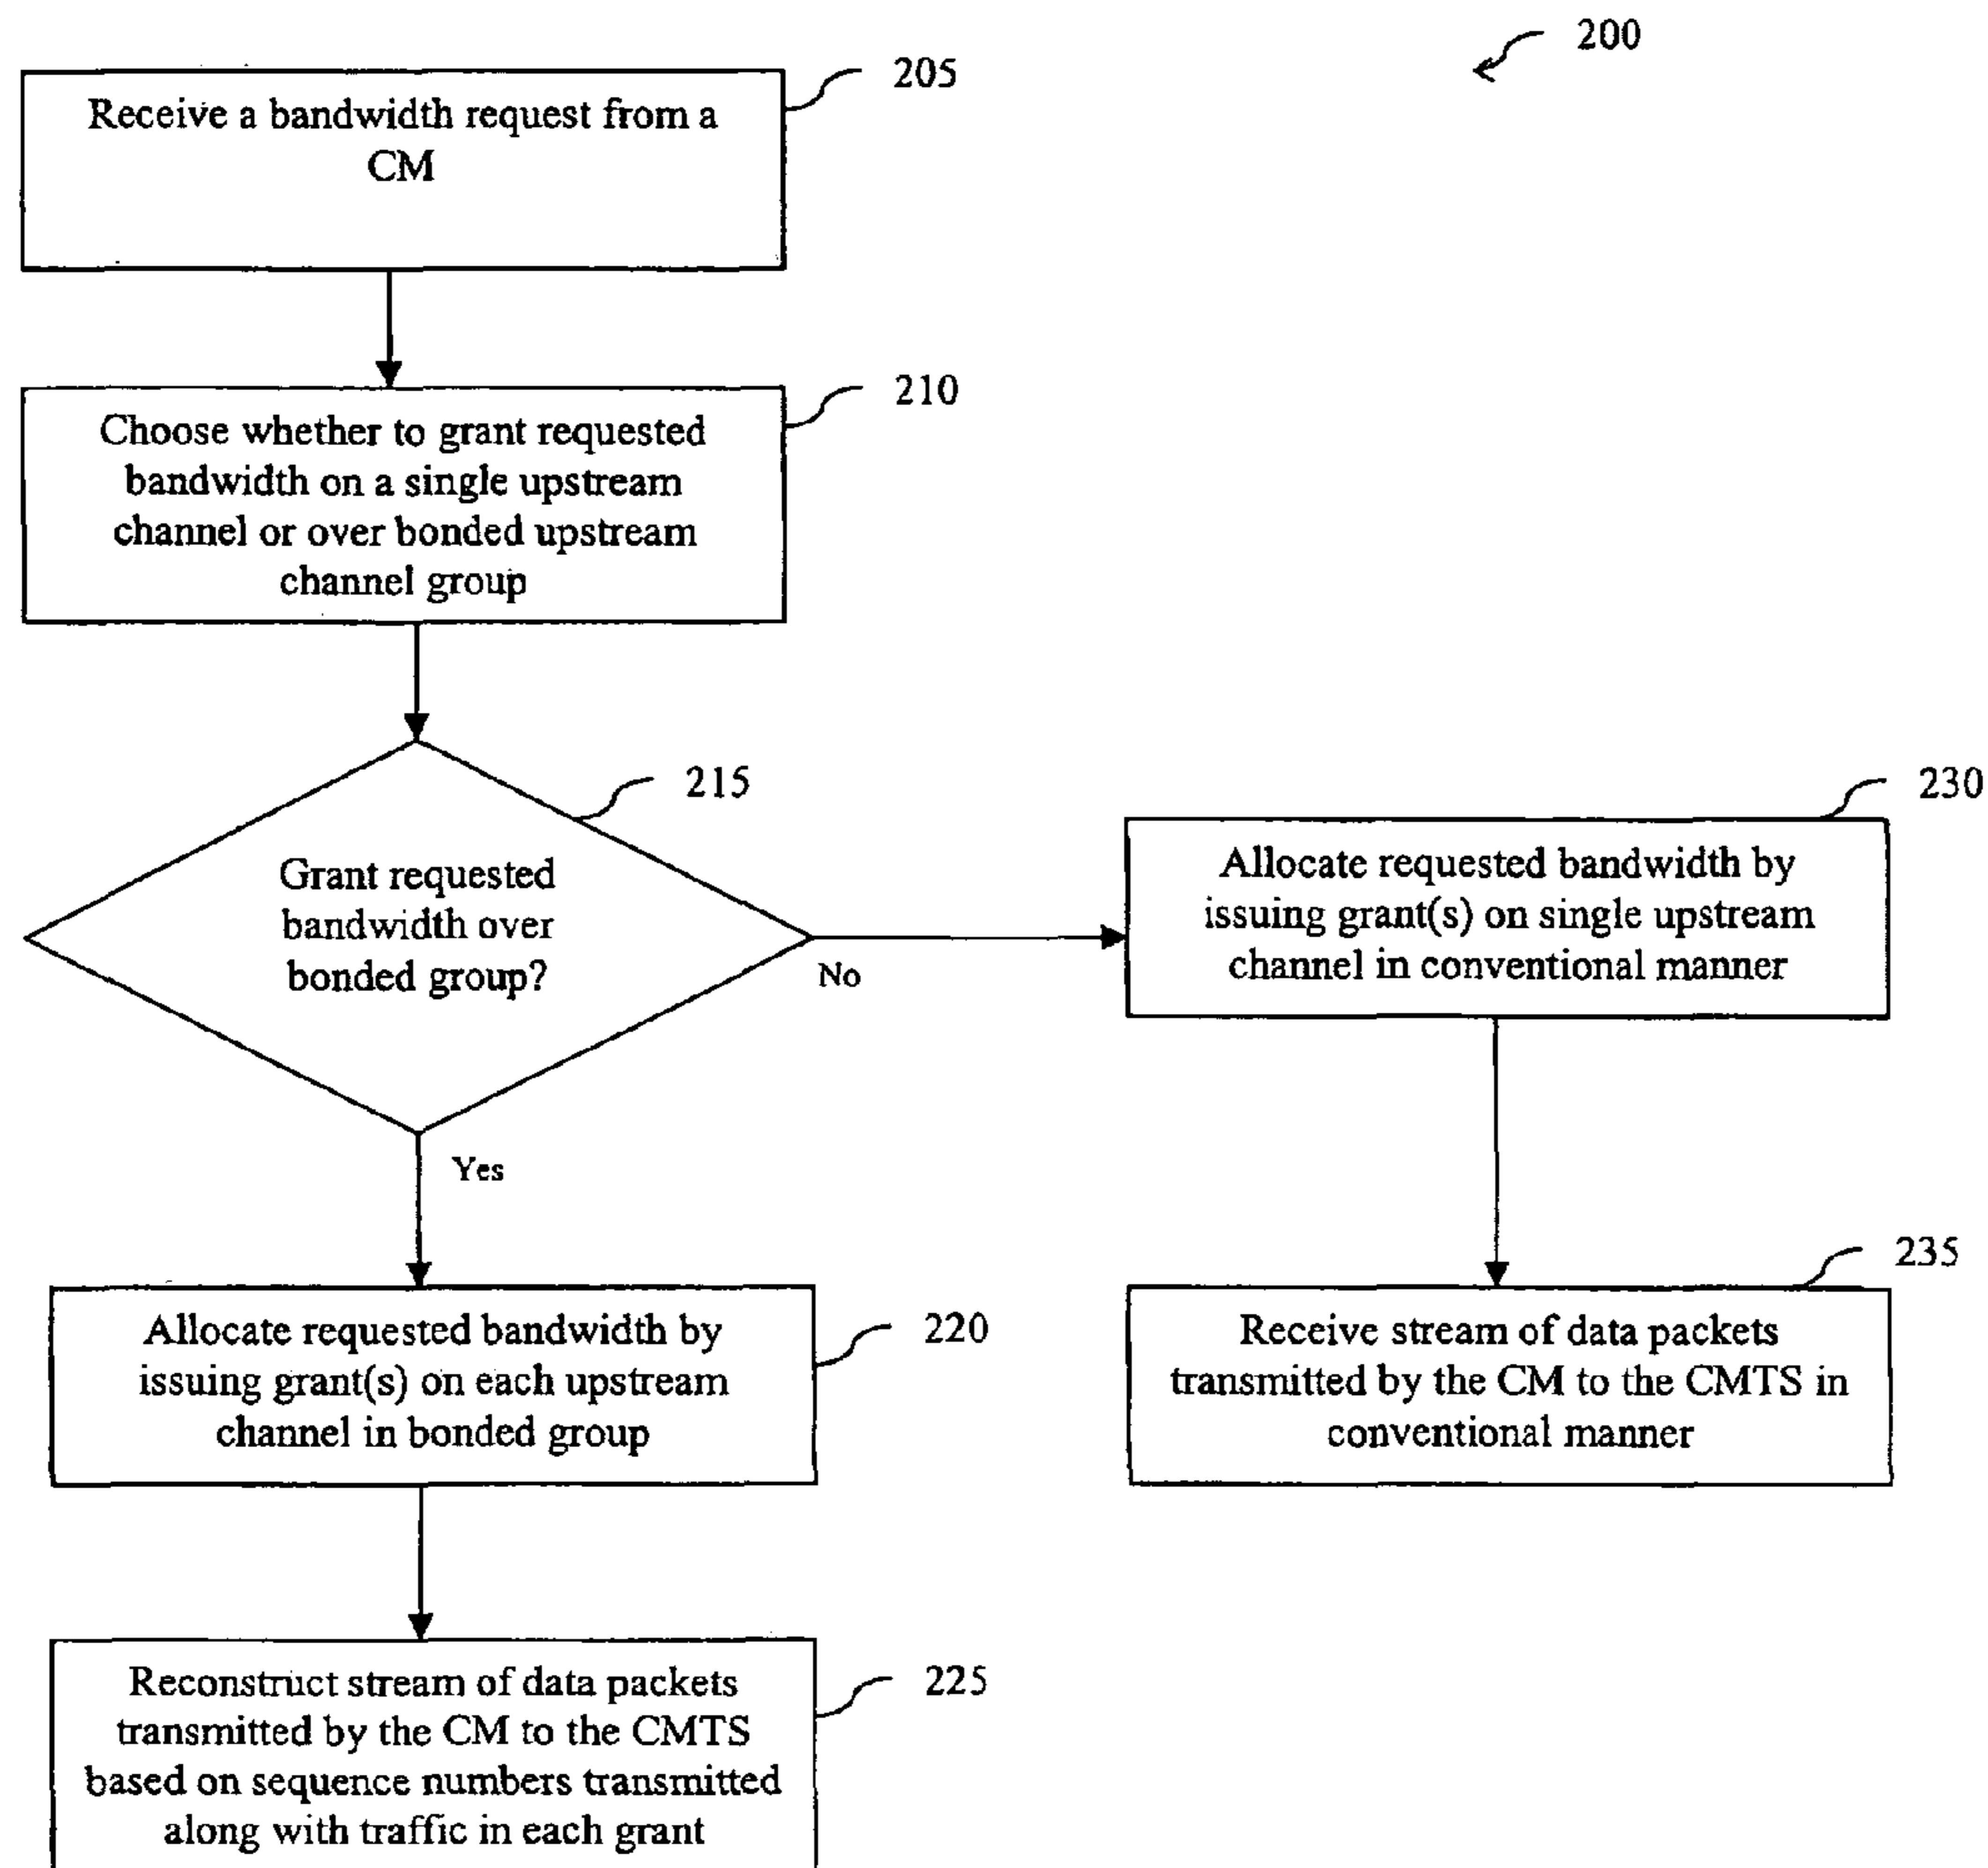 200
205
Receive a bandwidth request from a
CM
210
Choose whether to grant requested
bandwidth on a single upstream
channel or over bonded upstream
channel group
215
Grant requested
bandwidth over
bonded group?
No
Yes
230
Allocate requested bandwidth by
issuing grant(s) on single upstream
channel in conventional manner
220
Allocate requested bandwidth by
issuing grant(s) on each upstream
channel in bonded group
235
Receive stream of data packets
transmitted by the CM to the CMTS in
conventional manner
225
Reconstruct stream of data packets
transmitted by the CM to the CMTS
based on sequence numbers transmitted
along with traffic in each grant